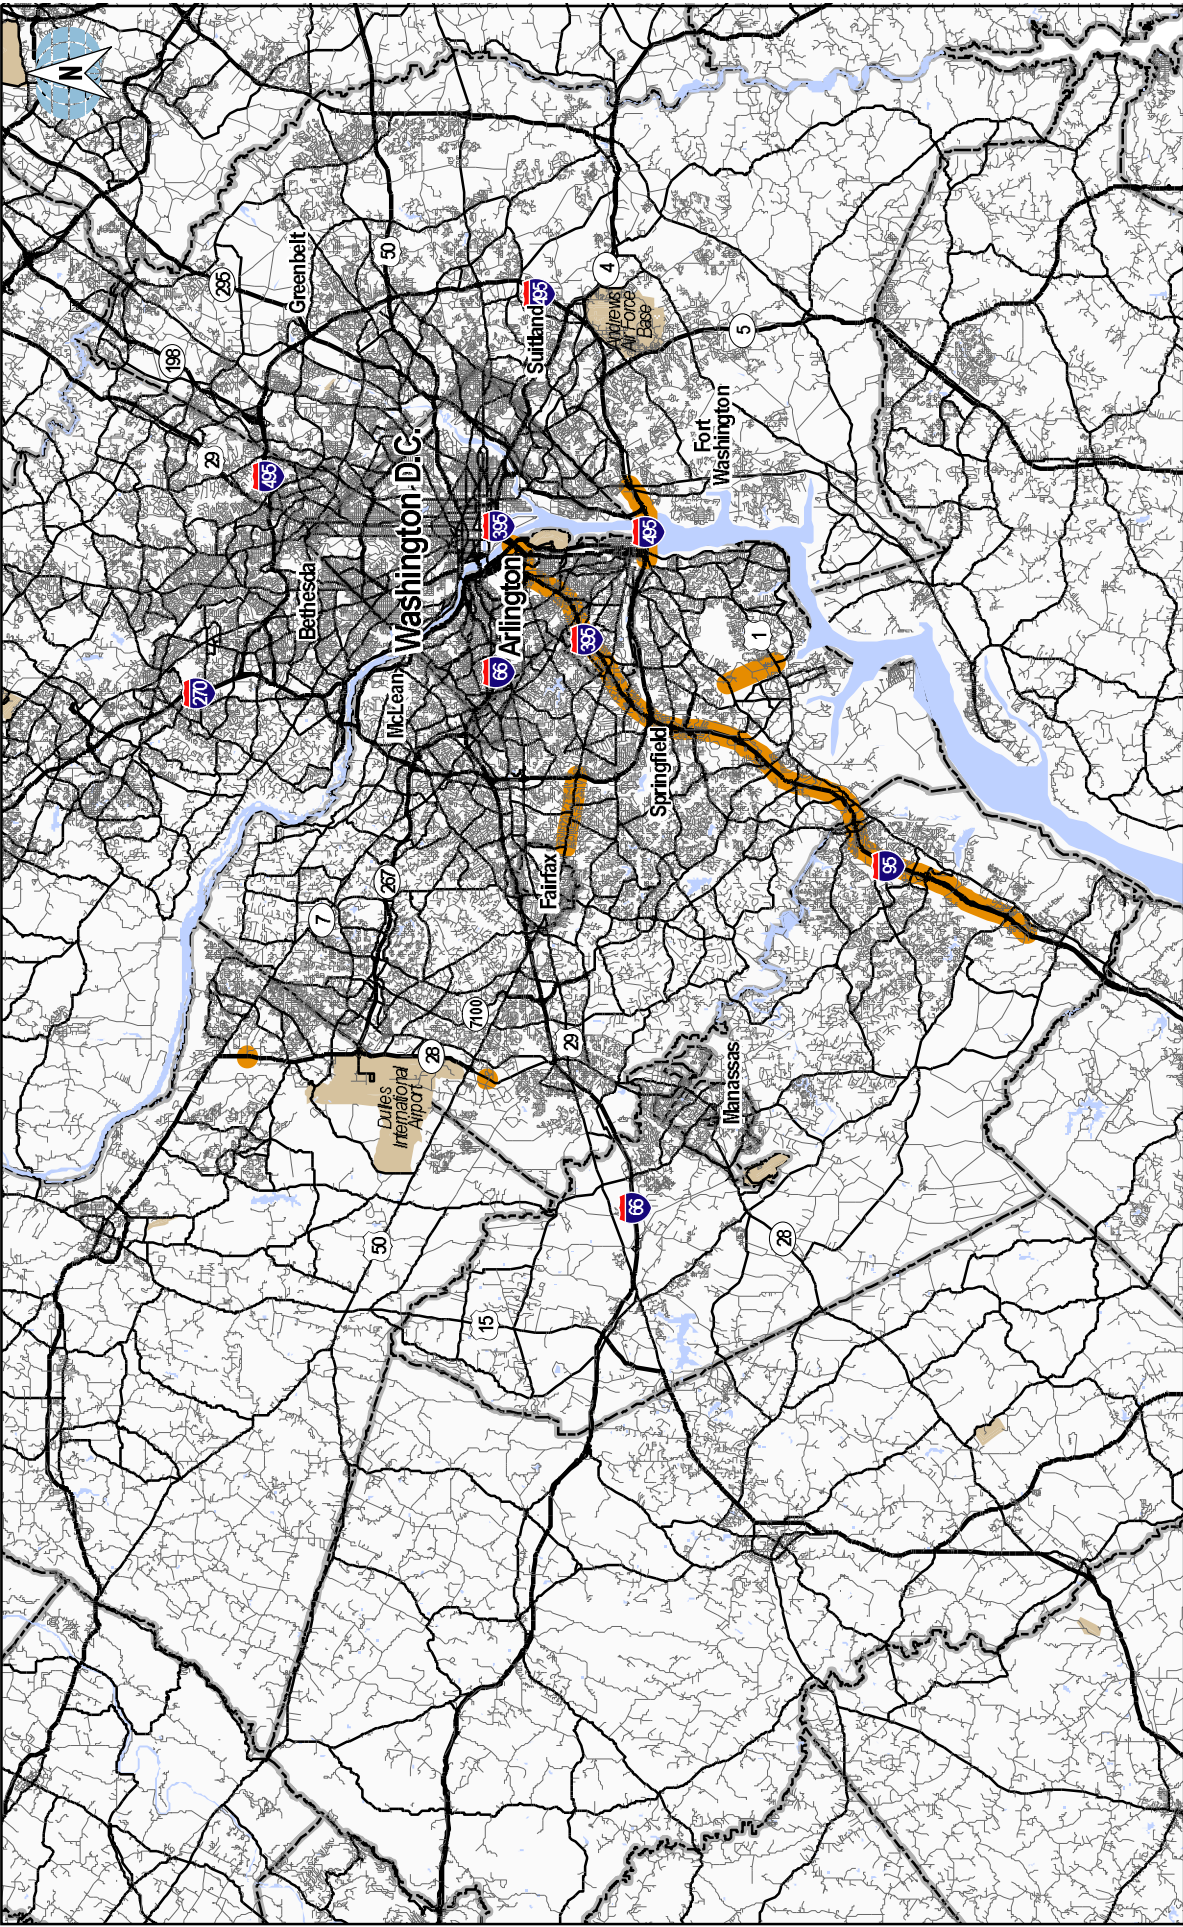 N
295
Greenbelt
50
198
29
495
Suitland
495
4
Andrews
Air Force
Base
5
Fort
Washington
Washington D.C.
395
495
Bethesda
Arlington
395
1
270
66
McLean
Springfield
Fairfax
95
267
7
7100
29
28
Dulles
International
Airport
Manassas
66
50
28
15